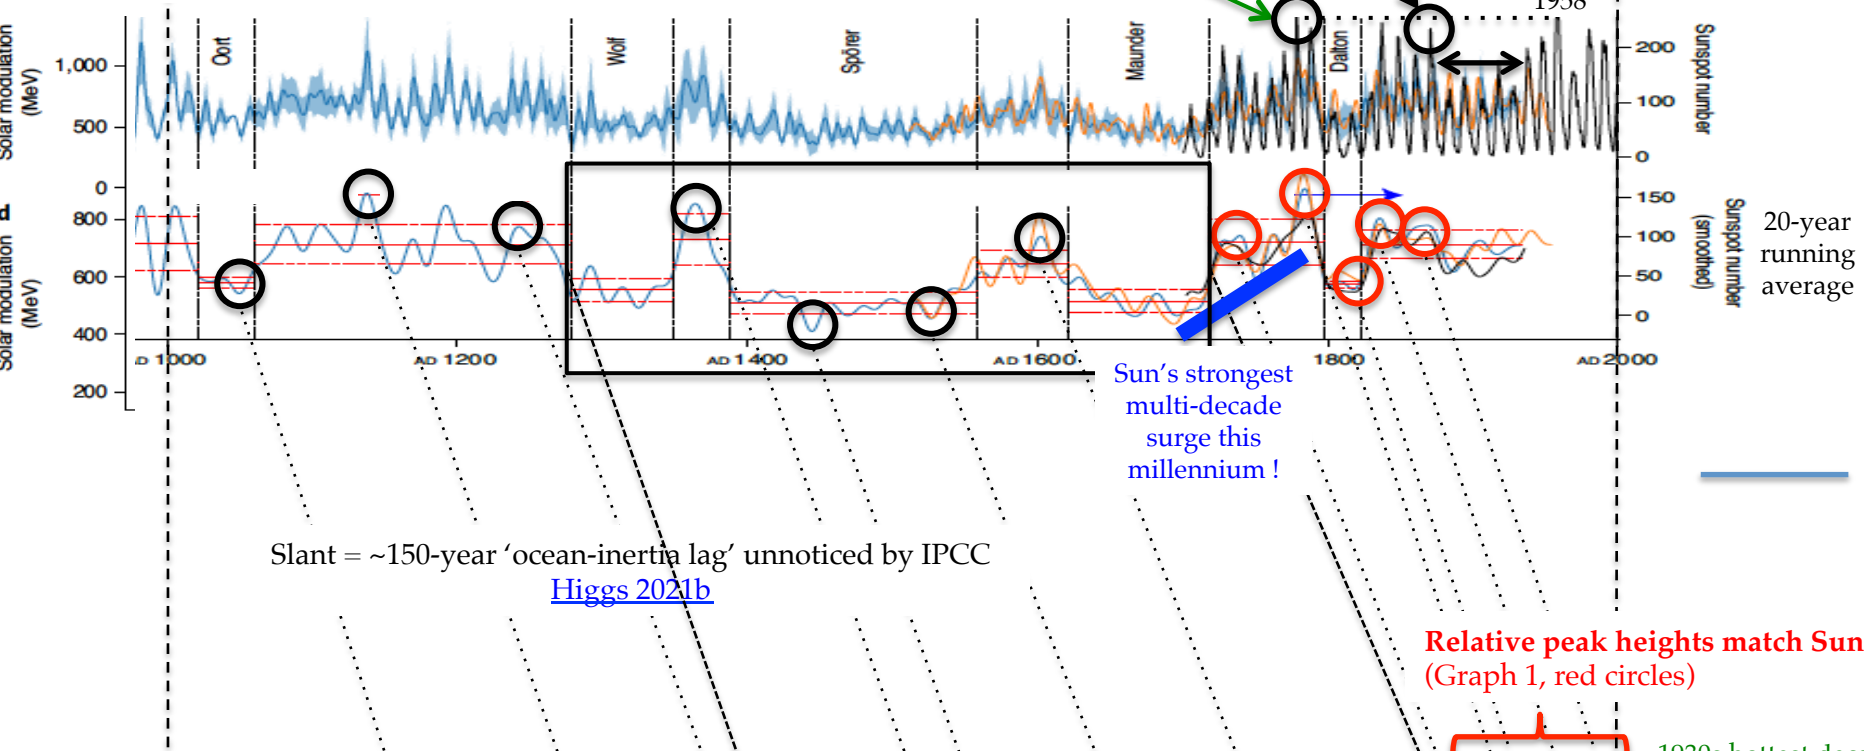 1958
Solar modulation
(MeV)
1,000
500
0
Oort
Wolf
Spörer
Maunder
Dalton
200
100
0
Sunspot number
d
Solar modulation
(MeV)
800
600
400
200
150
100
50
0
Sunspot number
(smoothed)
20-year
running
average
D 1000
AD 1200
AD 1400
AD 1600
1800
AD 2000
Sun's strongest
multi-decade
surge this
millennium !
Slant = ~150-year 'ocean-inertia lag' unnoticed by IPCC
Higgs 2021b
Relative peak heights match Sun
(Graph 1, red circles)